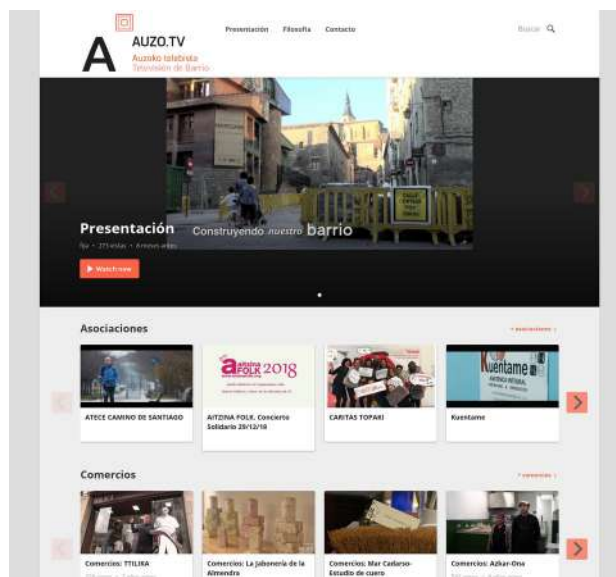 Presentación Filosofía Contacto
Buscar
A
AUZO.TV
Auzoko telebista
Televisión de Barrio
Presentación
Construyendo nuestro barrio
Watch now
Asociaciones
+ asociaciones
ATECE CAMINO DE SANTIAGO
aitzina
FOLK 2018
AITZINA FOLK. Concierto
Solidario 29/12/18
CARITAS TOPARI
Kuentame
Kuentame
Comercios
+ comercios
Comercios: TTILIKA
Comercios: La Jabonería de la
Almendra
Comercios: Mar Cadarso-
Estudio de cuero
Comercios: Azkar-Ona